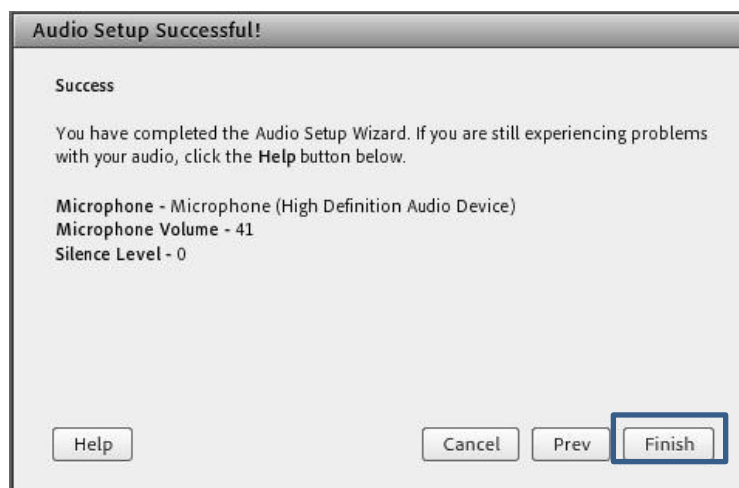 Audio Setup Successful!
Success
You have completed the Audio Setup Wizard. If you are still experiencing problems
with your audio, click the Help button below.
Microphone - Microphone (High Definition Audio Device)
Microphone Volume - 41
Silence Level - 0
Help Cancel Prev Finish